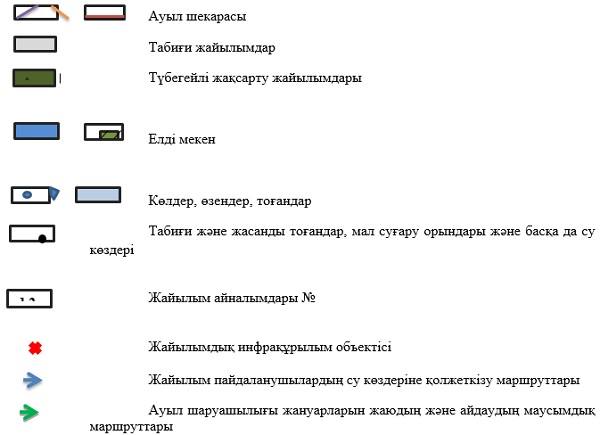 Ауыл шекарасы
Табиғи жайылымдар
Түбегейлі жақсарту жайылымдары
Елді мекен
Көлдер, өзендер, тоғандар
Табиғи және жасанды тоғандар, мал суғару орындары және басқа да су
көздері
Жайылым айналымдары №
Жайылымдық инфрақұрылым объектісі
Жайылым пайдаланушылардың су көздеріне қолжеткізу маршруттары
Ауыл шаруашылығы жануарларын жаюдың және айдаудың маусымдық
маршруттары